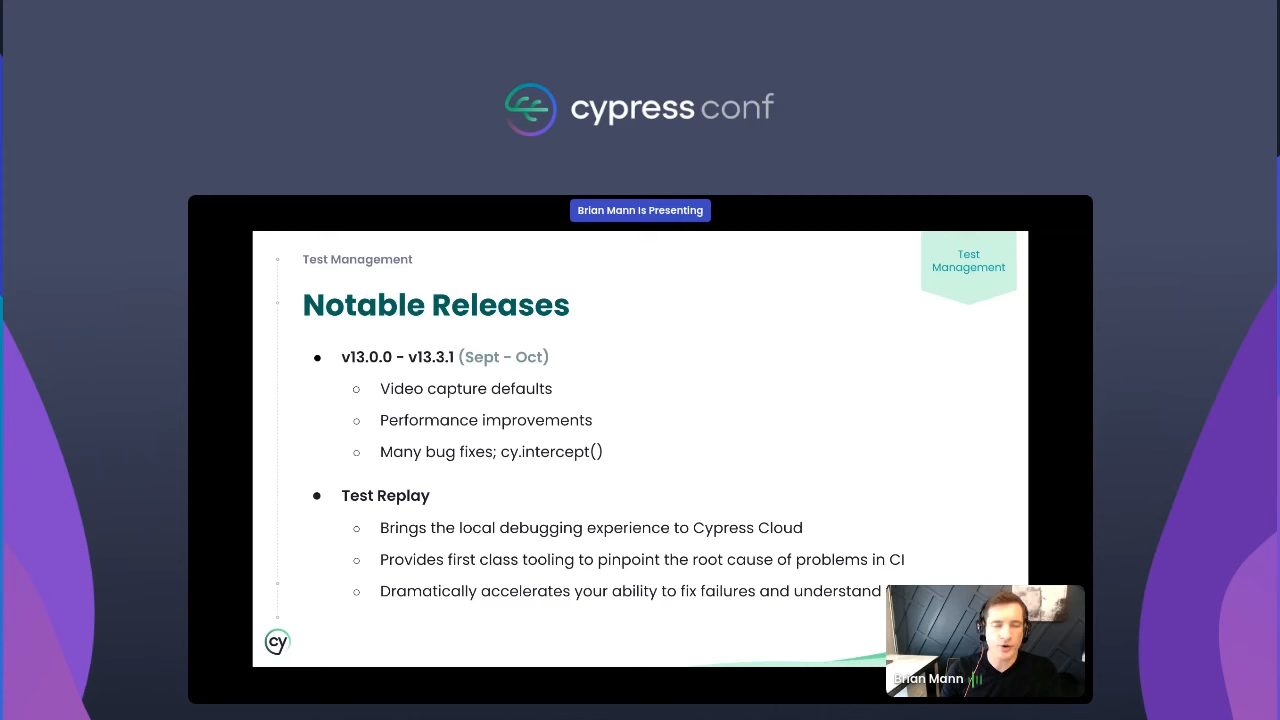 cypress conf
Brian Mann Is Presenting
Test Management
Test
Management
Notable Releases
v13.0.0 - v13.3.1 (Sept - Oct)
Video capture defaults
Performance improvements
Many bug fixes; cy.intercept()
Test Replay
Brings the local debugging experience to Cypress Cloud
Provides first class tooling to pinpoint the root cause of problems in CI
Dramatically accelerates your ability to fix failures and understand
cy
Brian Mann